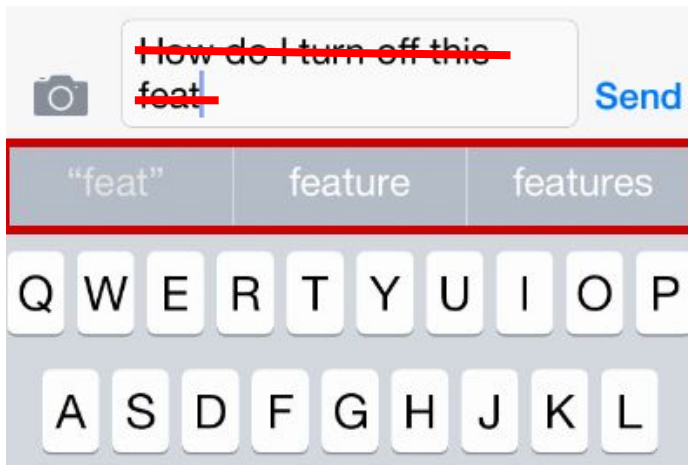 How do I turn off this
feat
Send
“feat” feature features
Q W E R T Y U I O P
A S D F G H J K L